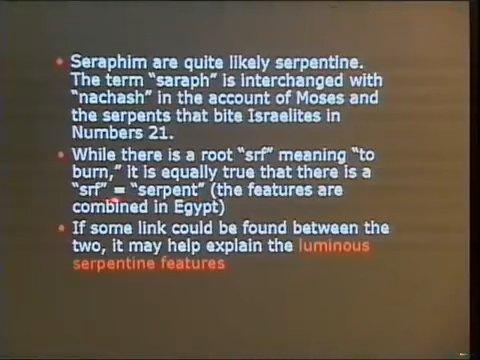 • Seraphim are quite likely serpentine.
The term "saraph" is interchanged with
"nachash" in the account of Moses and
the serpents that bite Israelites in
Numbers 21.
• While there is a root "srf" meaning "to
burn," it is equally true that there is a
"srf" = "serpent" (the features are
combined in Egypt)
• If some link could be found between the
two, it may help explain the luminous
serpentine features